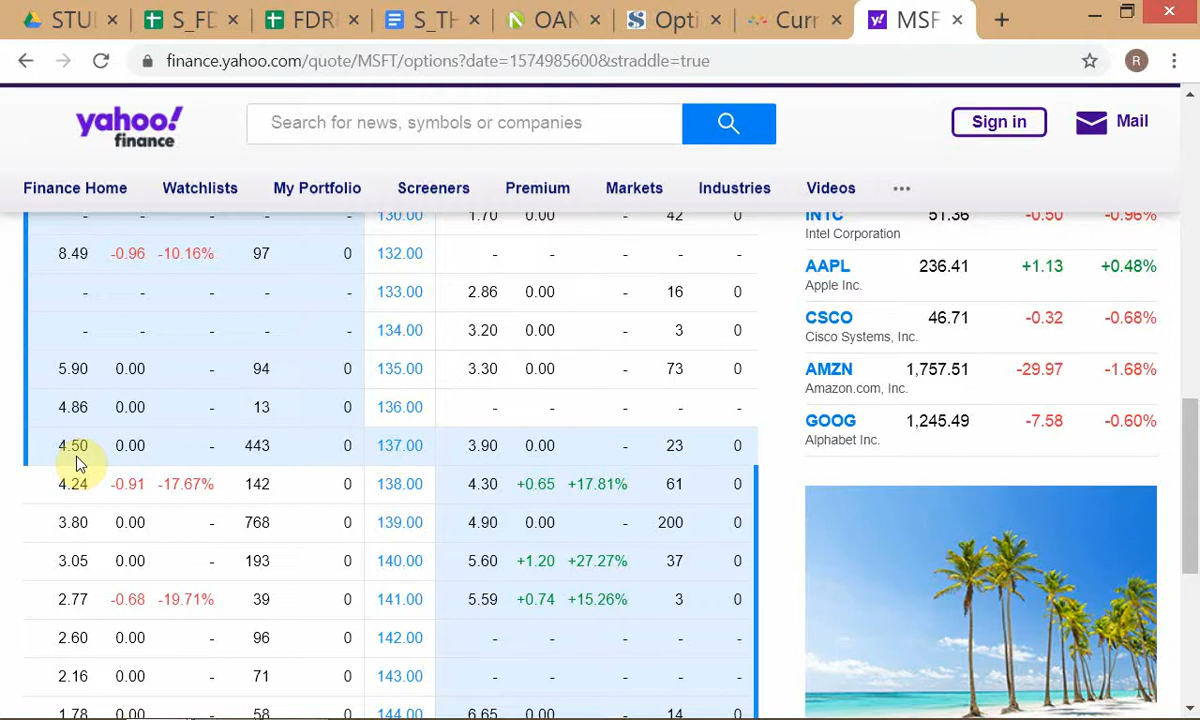 STUI
S_FD
FDRI
S_TH
OAN
Opti
Curr
MSF
finance.yahoo.com/quote/MSFT/options?date=1574985600&straddle=true
R
yahoo!
finance
Search for news, symbols or companies
Sign in
Mail
Finance Home Watchlists My Portfolio Screeners Premium Markets Industries Videos ...
- - - - - 130.00 1.70 0.00 - 42 0
8.49 -0.96 -10.16% 97 0 132.00 - - - - -
- - - - - 133.00 2.86 0.00 - 16 0
- - - - - 134.00 3.20 0.00 - 3 0
5.90 0.00 - 94 0 135.00 3.30 0.00 - 73 0
4.86 0.00 - 13 0 136.00 - - - - -
4.50 0.00 - 443 0 137.00 3.90 0.00 - 23 0
4.24 -0.91 -17.67% 142 0 138.00 4.30 +0.65 +17.81% 61 0
3.80 0.00 - 768 0 139.00 4.90 0.00 - 200 0
3.05 0.00 - 193 0 140.00 5.60 +1.20 +27.27% 37 0
2.77 -0.68 -19.71% 39 0 141.00 5.59 +0.74 +15.26% 3 0
2.60 0.00 - 96 0 142.00 - - - - -
2.16 0.00 - 71 0 143.00 - - - - -
1.78 0.00 - 58 0 144.00 6.65 0.00 - 14 0
INTC 51.36 -0.50 -0.96%
Intel Corporation
AAPL 236.41 +1.13 +0.48%
Apple Inc.
CSCO 46.71 -0.32 -0.68%
Cisco Systems, Inc.
AMZN 1,757.51 -29.97 -1.68%
Amazon.com, Inc.
GOOG 1,245.49 -7.58 -0.60%
Alphabet Inc.